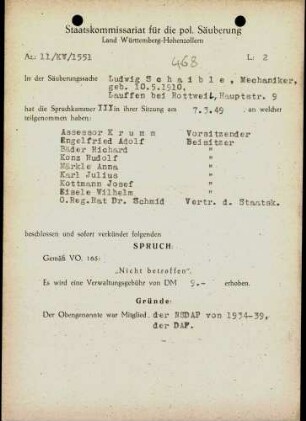 Staatskommissariat für die pol. Säuberung
Land Württemberg-Hohenzollern
Az: 11/KV/1551 L: 2
468
In der Säuberungssache Ludwig Schaible, Mechaniker,
geb. 10.5.1910,
Lauffen bei Rottweil, Hauptstr. 9
hat die Spruchkammer III in ihrer Sitzung am 7.3.49 , an welcher
teilgenommen haben:
Assessor Krumm Vorsitzender
Engelfried Adolf Beisitzer
Bäder Richard "
Kons Rudolf "
Märkle Anna "
Karl Julius "
Kottmann Josef "
Eisele Wilhelm "
O.Reg.Rat Dr. Schmid Vertr. d. Staatsk.
beschlossen und sofort verkündet folgenden
SPRUCH:
Gemäß VO. 165:
„Nicht betroffen".
Es wird eine Verwaltungsgebühr von DM 9.- erhoben.
Gründe:
Der Obengenannte war Mitglied. der NSDAP von 1934-39,
der DAF.